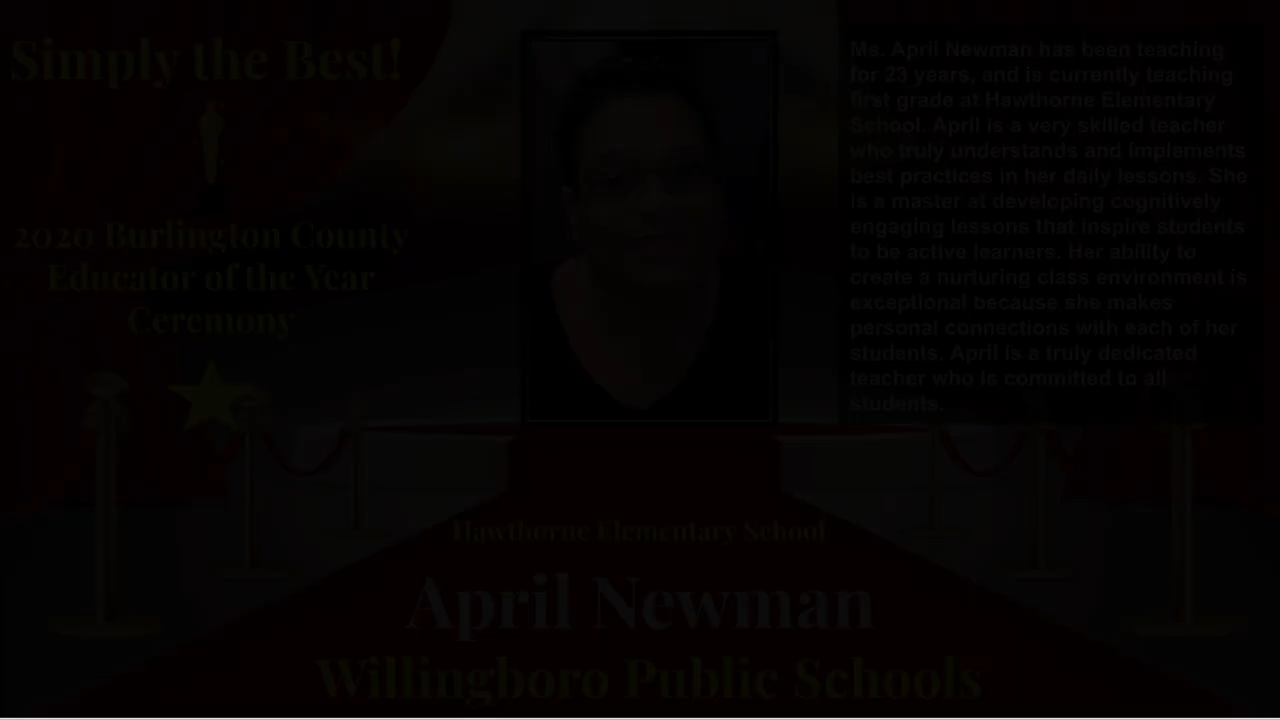 Simply the Best!
2020 Burlington County
Educator of the Year
Ceremony
Ms. April Newman has been teaching
for 23 years, and is currently teaching
first grade at Hawthorne Elementary
School. April is a very skilled teacher
who truly understands and implements
best practices in her daily lessons. She
is a master at developing cognitively
engaging lessons that inspire students
to be active learners. Her ability to
create a nurturing class environment is
exceptional because she makes
personal connections with each of her
students. April is a truly dedicated
teacher who is committed to all
students.
Hawthorne Elementary School
April Newman
Willingboro Public Schools